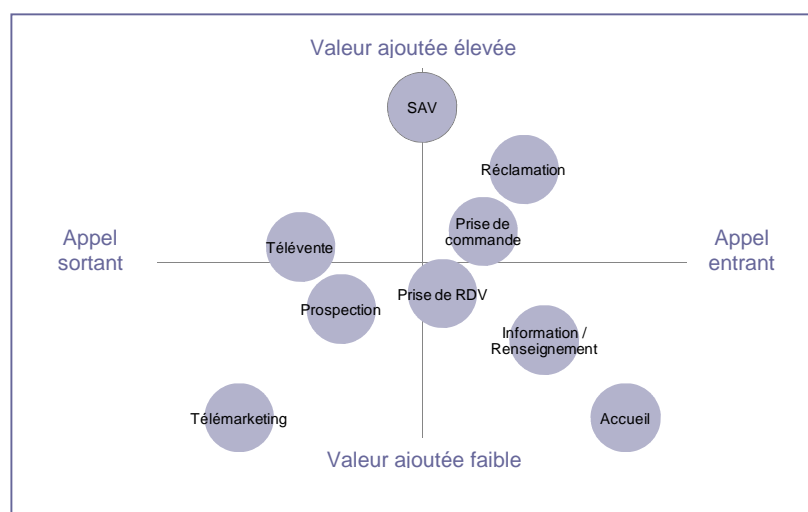 Valeur ajoutée élevée
SAV
Réclamation
Prise de
commande
Appel
sortant
Télévente
Appel
entrant
Prise de RDV
Prospection
Information /
Renseignement
Télémarketing
Accueil
Valeur ajoutée faible